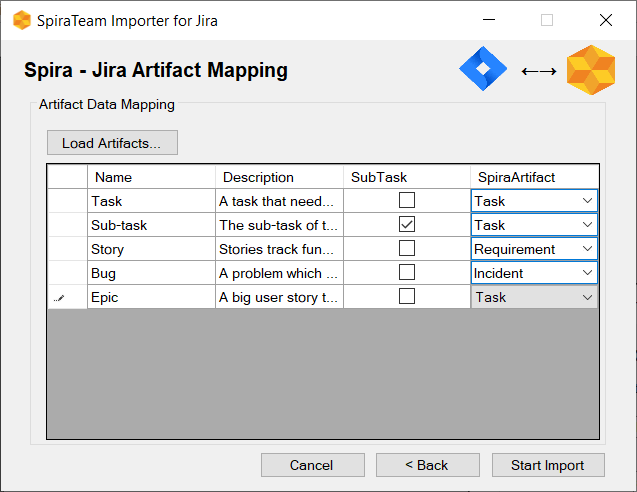 SpiraTeam Importer for Jira
Spira - Jira Artifact Mapping
Artifact Data Mapping
Load Artifacts...
Name Description SubTask SpiraArtifact
Task A task that need... Task
Sub-task The sub-task of t... Task
Story Stories track fun... Requirement
Bug A problem which ... Incident
Epic A big user story t... Task
Cancel < Back Start Import